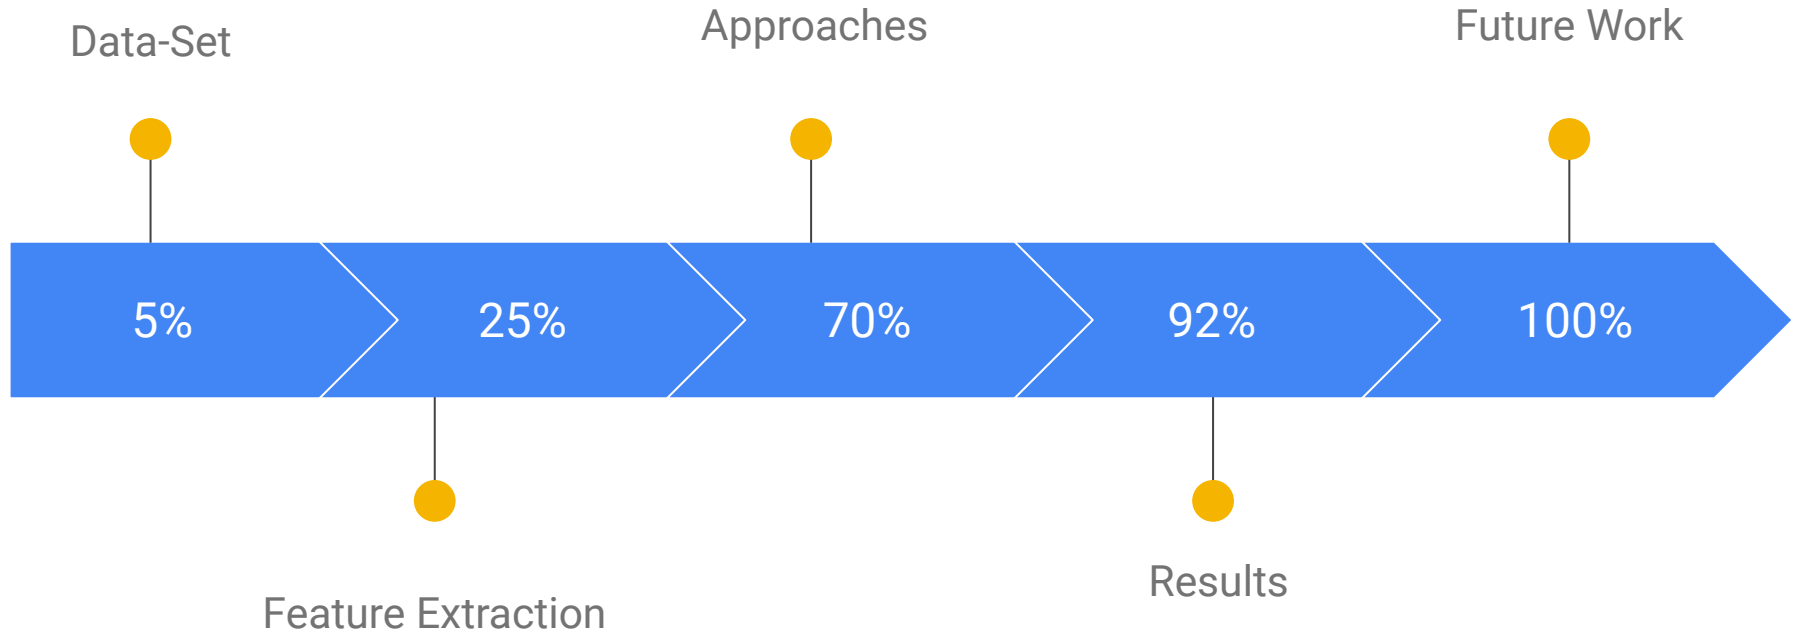 Data-Set
Approaches
Future Work
5%
25%
70%
92%
100%
Feature Extraction
Results